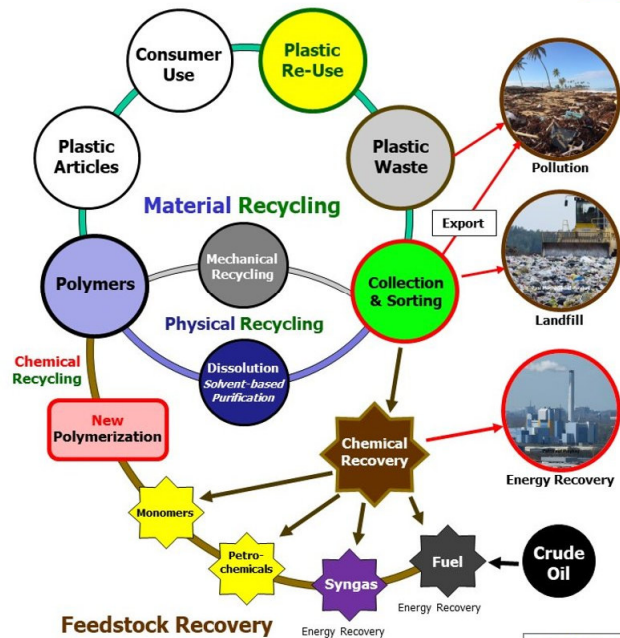 Consumer
Use
Plastic
Re-Use
Plastic
Articles
Plastic
Waste
Pollution
Export
Material Recycling
Mechanical
Recycling
Polymers
Collection
& Sorting
Landfill
Physical Recycling
Chemical
Recycling
Dissolution
Solvent-based
Purification
New
Polymerization
Chemical
Recovery
Energy Recovery
Monomers
Petro-
chemicals
Syngas
Fuel
Crude
Oil
Energy Recovery
Energy Recovery
Feedstock Recovery